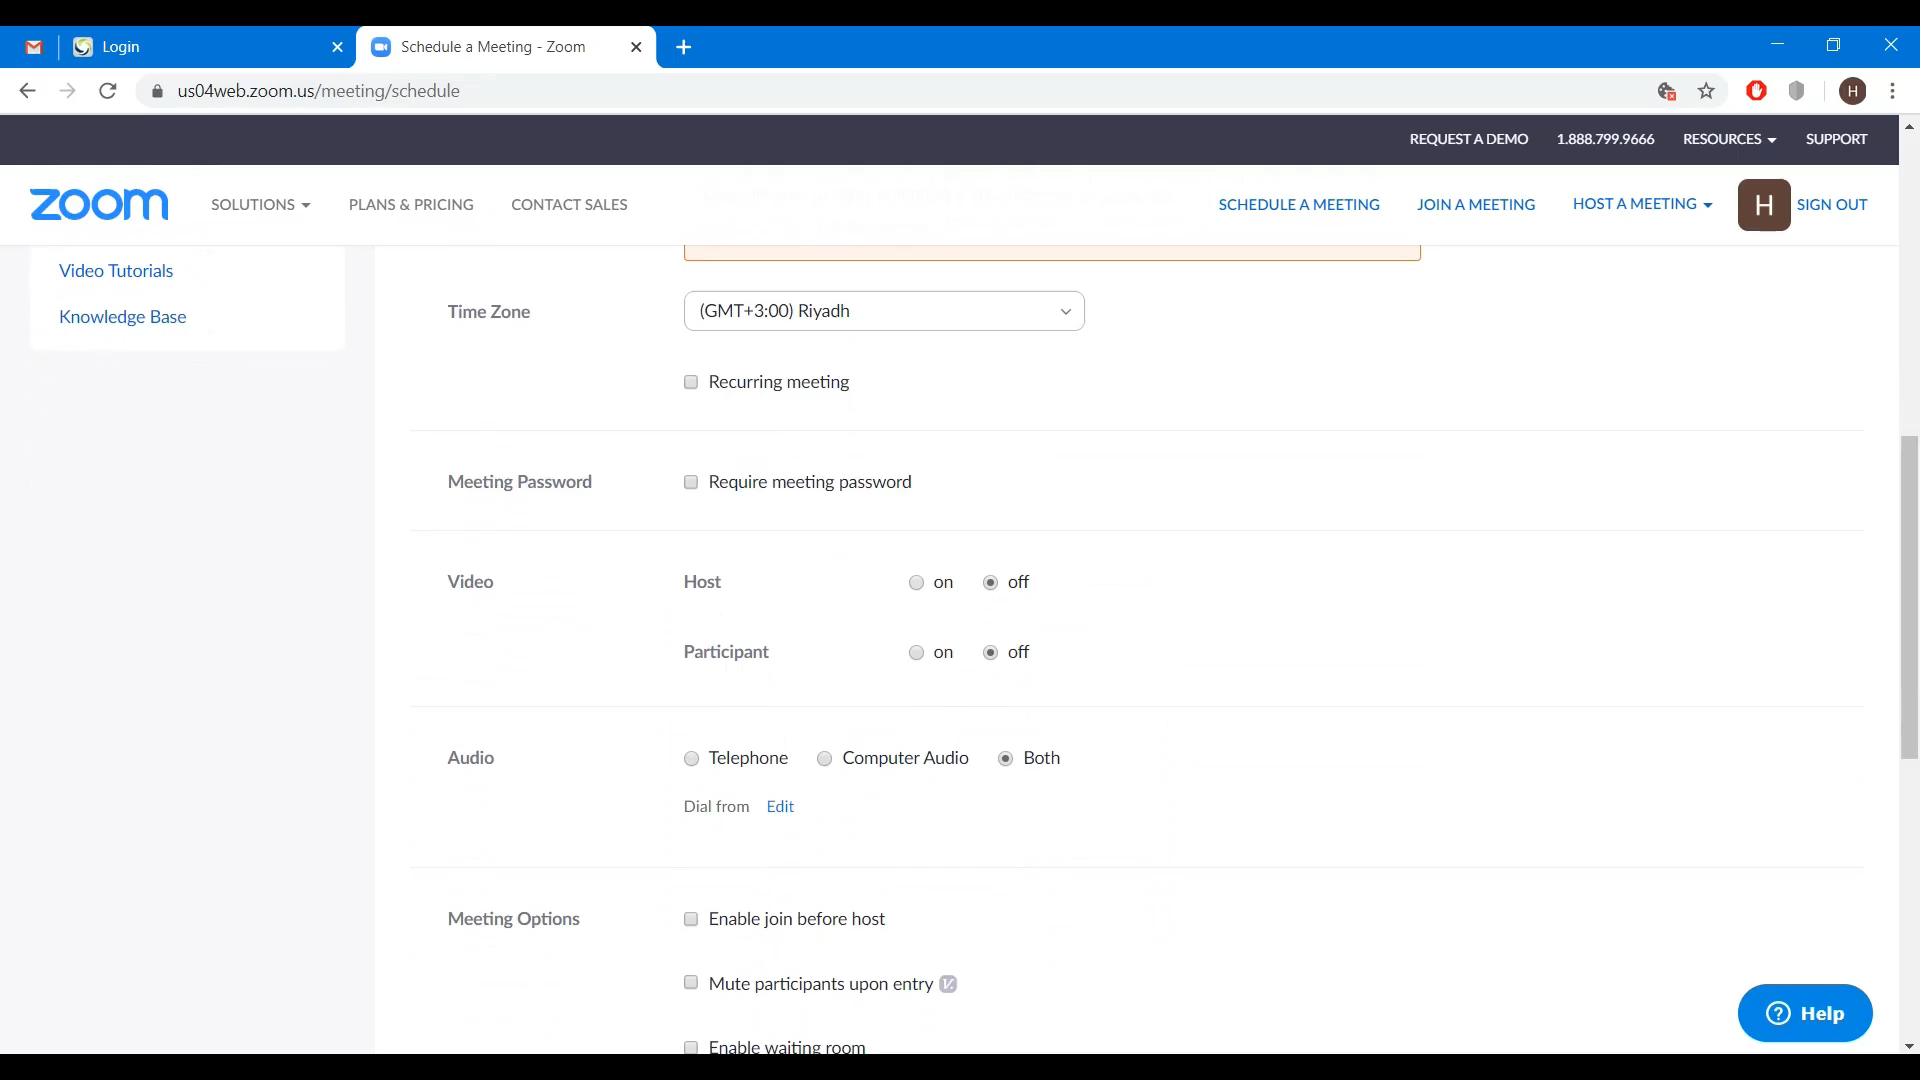 Login
Schedule a Meeting - Zoom
us04web.zoom.us/meeting/schedule
H
REQUEST A DEMO 1.888.799.9666 RESOURCES SUPPORT
zoom SOLUTIONS PLANS & PRICING CONTACT SALES SCHEDULE A MEETING JOIN A MEETING HOST A MEETING H SIGN OUT
Video Tutorials
Knowledge Base
Time Zone (GMT+3:00) Riyadh
Recurring meeting
Meeting Password Require meeting password
Video Host on off
Participant on off
Audio Telephone Computer Audio Both
Dial from Edit
Meeting Options Enable join before host
Mute participants upon entry
Enable waiting room
Help